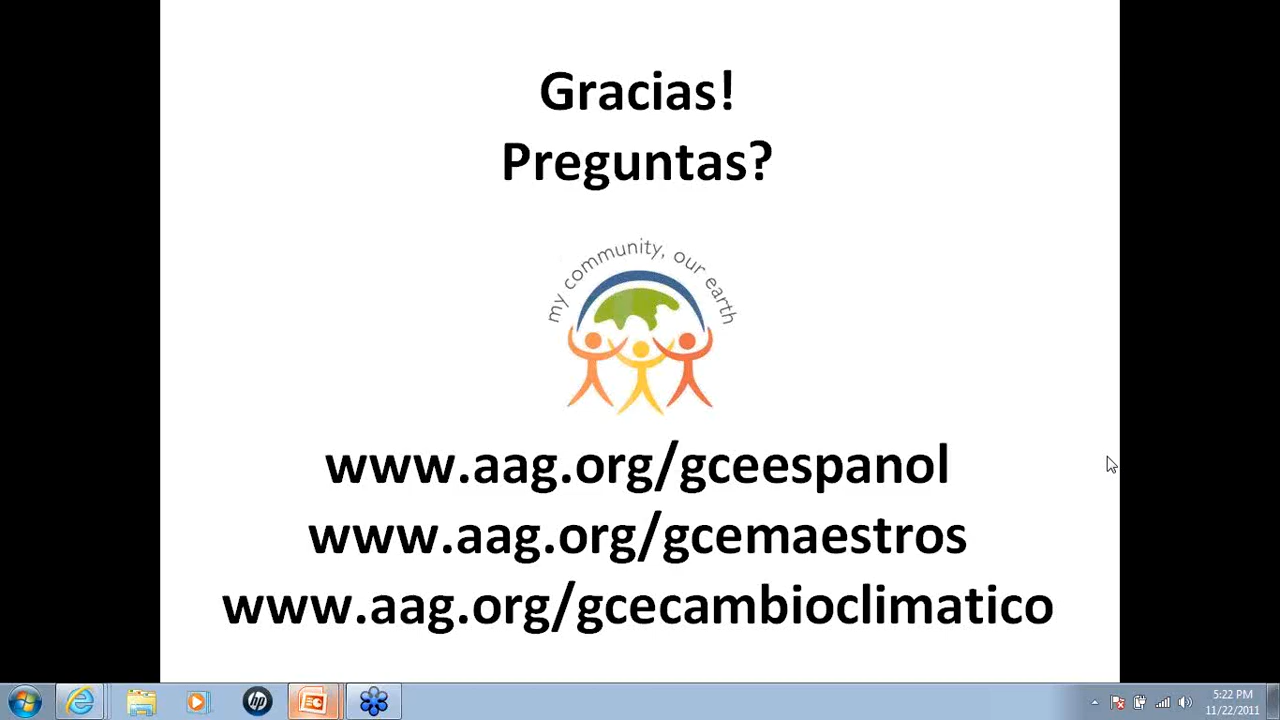 Gracias!
Preguntas?
my community, our earth
www.aag.org/gceespanol
www.aag.org/gcemaestros
www.aag.org/gcecambioclimatico
hp
5:22 PM
11/22/2011